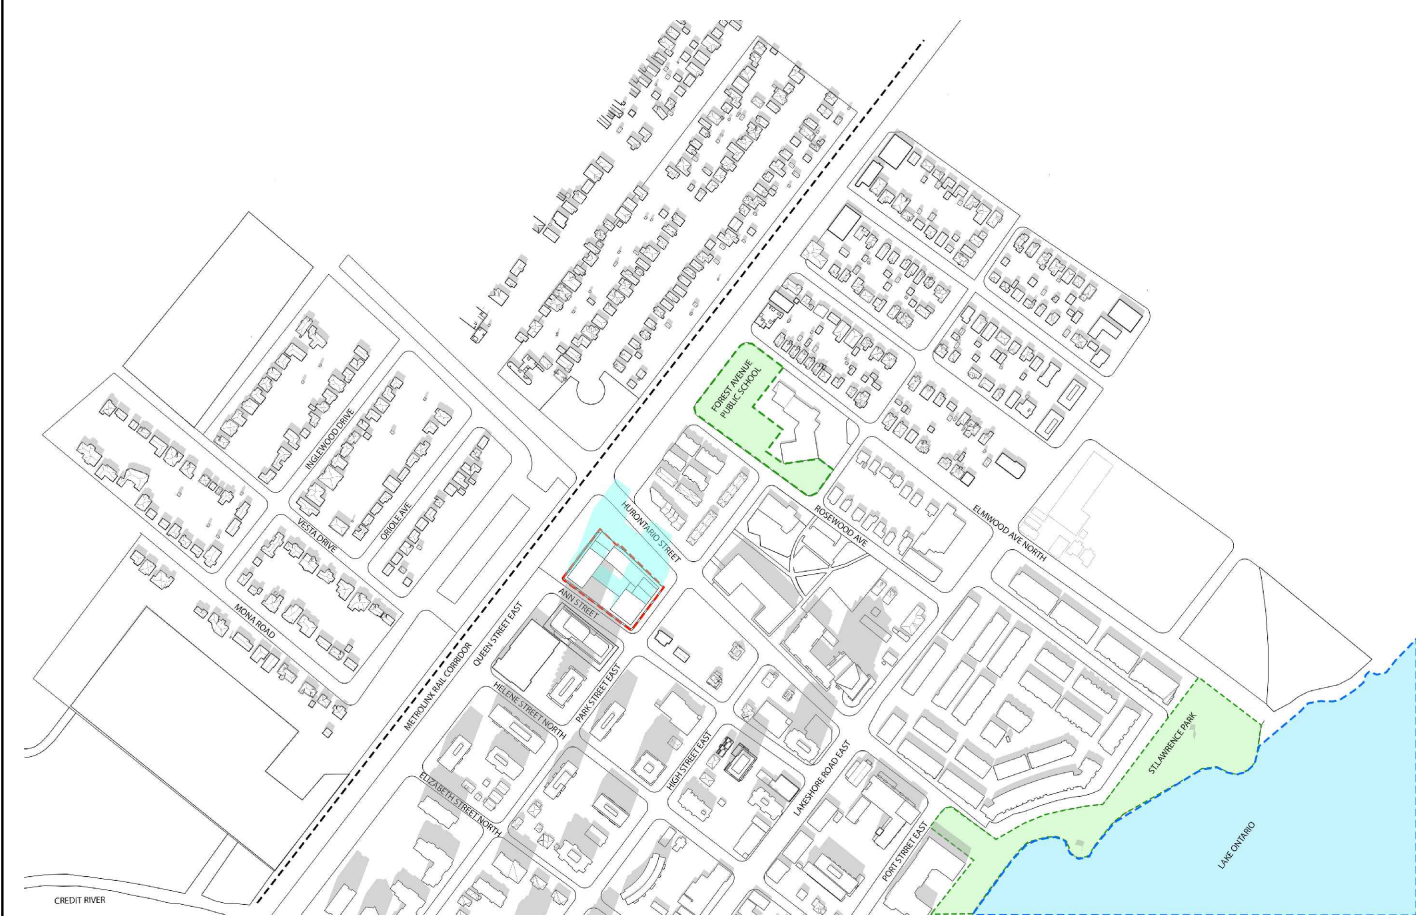 FOREST AVENUE
PUBLIC SCHOOL
INGLEWOOD DRIVE
VESTA DRIVE
ORIOLE AVE
HURONTARIO STREET
ROSEWOOD AVE
ELMWOOD AVE NORTH
ANN STREET
MONA ROAD
METROLINX RAIL CORRIDOR
QUEEN STREET EAST
HELENE STREET NORTH
PARK STREET EAST
ELIZABETH STREET NORTH
HIGH STREET EAST
LAKESHORE ROAD EAST
PORT STRRET EAST
ST.LAWRENCE PARK
LAKE ONTARIO
CREDIT RIVER